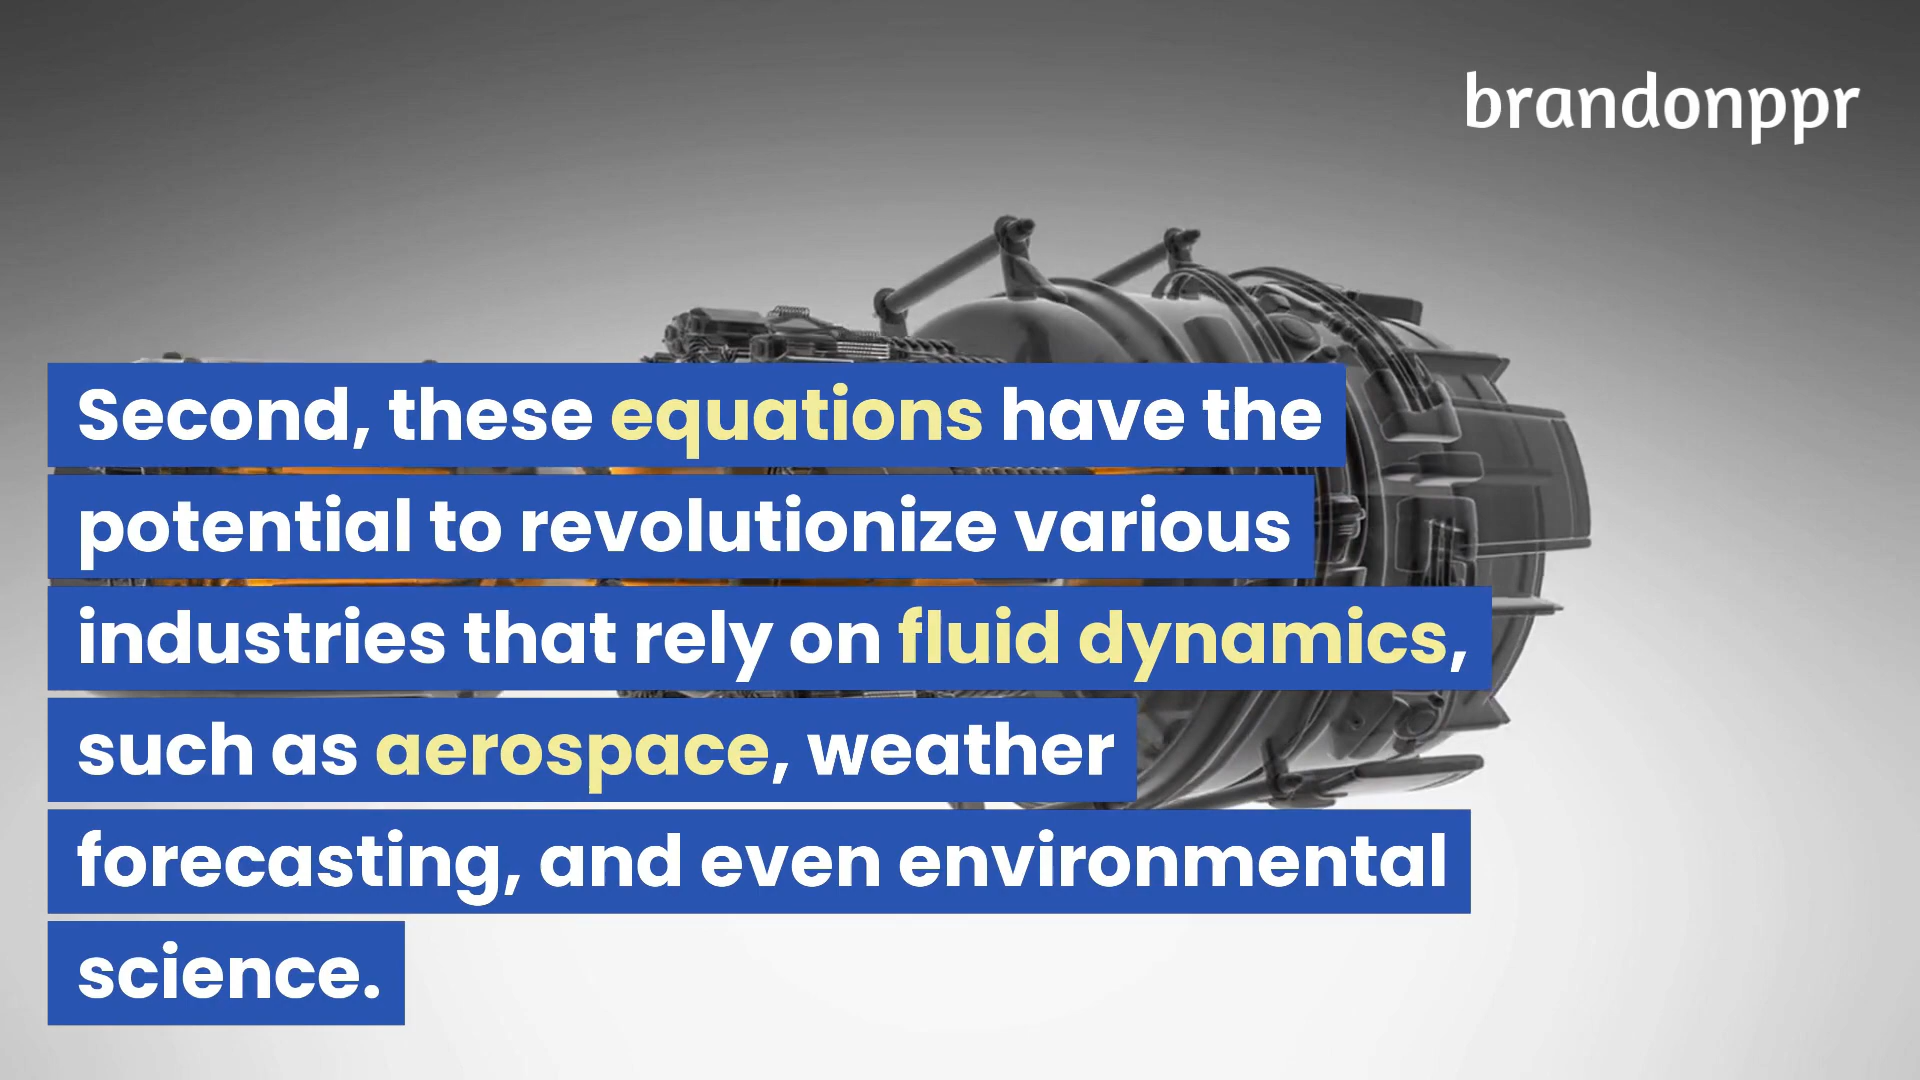 brandonppr
Second, these equations have the
potential to revolutionize various
industries that rely on fluid dynamics,
such as aerospace, weather
forecasting, and even environmental
science.